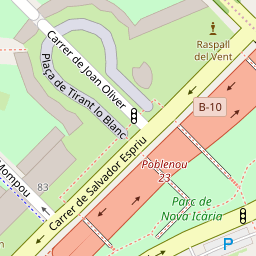 Raspall
del Vent
Carrer de Joan Oliver
Plaça de Tirant lo Blanc
B-10
Carrer de Salvador Espriu
Poblenou
23
83
Mompou
Parc de
Nova Icària
P